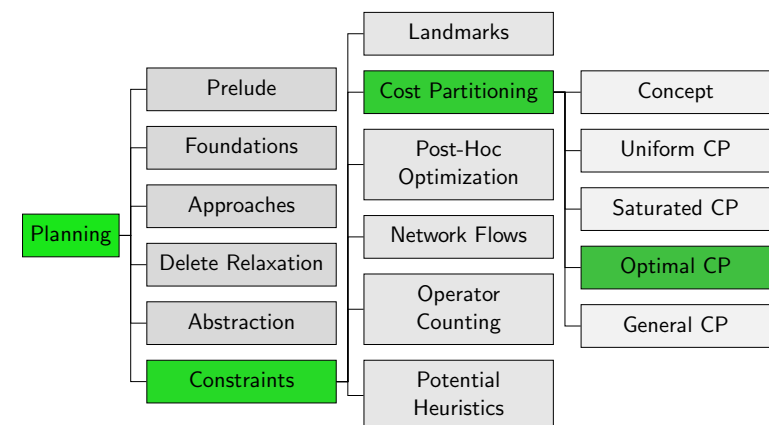 Planning
Prelude
Foundations
Approaches
Delete Relaxation
Abstraction
Constraints
Landmarks
Cost Partitioning
Post-Hoc
Optimization
Network Flows
Operator
Counting
Potential
Heuristics
Concept
Uniform CP
Saturated CP
Optimal CP
General CP